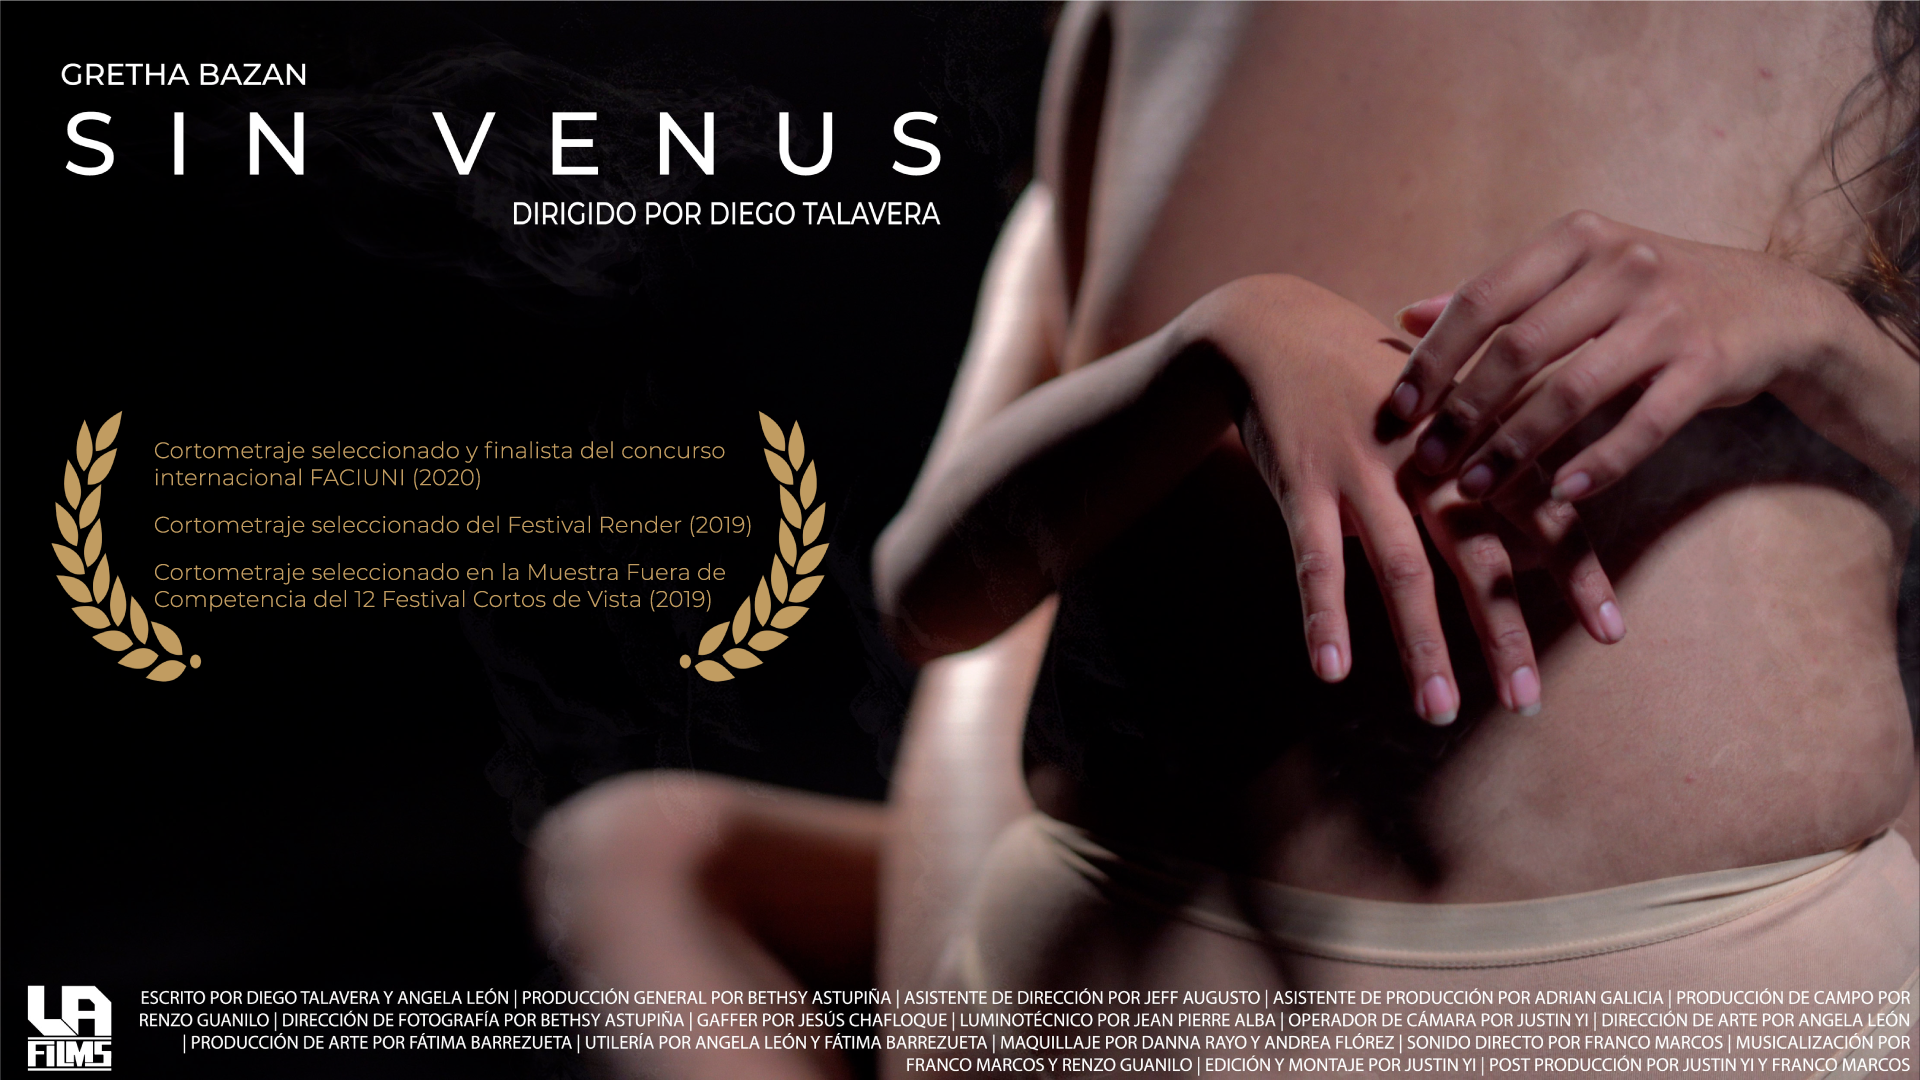 GRETHA BAZAN
SIN VENUS
DIRIGIDO POR DIEGO TALAVERA
Cortometraje seleccionado y finalista del concurso
internacional FACIUNI (2020)
Cortometraje seleccionado del Festival Render (2019)
Cortometraje seleccionado en la Muestra Fuera de
Competencia del 12 Festival Cortos de Vista (2019)
LA
FILMS
ESCRITO POR DIEGO TALAVERA Y ANGELA LEÓN | PRODUCCIÓN GENERAL POR BETHSY ASTUPIÑA | ASISTENTE DE DIRECCIÓN POR JEFF AUGUSTO | ASISTENTE DE PRODUCCIÓN POR ADRIAN GALICIA | PRODUCCIÓN DE CAMPO POR
RENZO GUANILO | DIRECCIÓN DE FOTOGRAFÍA POR BETHSY ASTUPIÑA | GAFFER POR JESÚS CHAFLOQUE | LUMINOTÉCNICO POR JEAN PIERRE ALBA | OPERADOR DE CÁMARA POR JUSTIN YI | DIRECCIÓN DE ARTE POR ANGELA LEÓN
| PRODUCCIÓN DE ARTE POR FÁTIMA BARREZUETA | UTILERÍA POR ANGELA LEÓN Y FÁTIMA BARREZUETA | MAQUILLAJE POR DANNA RAYO Y ANDREA FLÓREZ | SONIDO DIRECTO POR FRANCO MARCOS | MUSICALIZACIÓN POR
FRANCO MARCOS Y RENZO GUANILO | EDICIÓN Y MONTAJE POR JUSTIN YI | POST PRODUCCIÓN POR JUSTIN YI Y FRANCO MARCOS